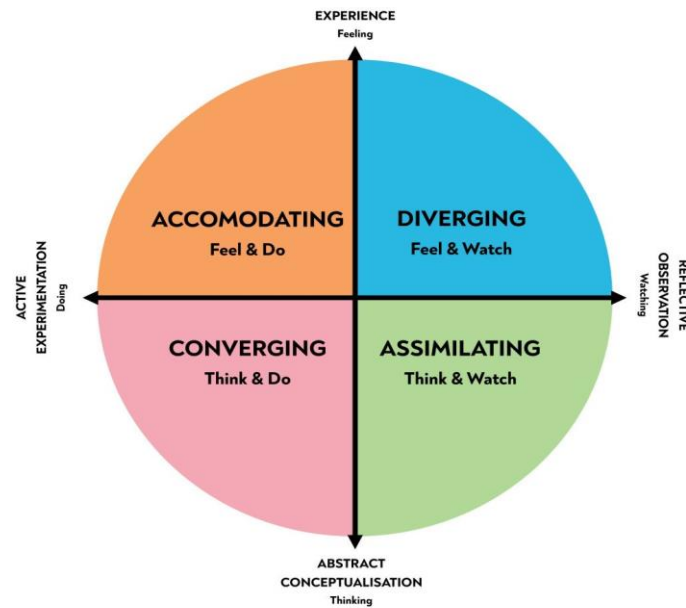 EXPERIENCE
Feeling
ACCOMODATING
Feel & Do
DIVERGING
Feel & Watch
ACTIVE
EXPERIMENTATION
Doing
REFLECTIVE
OBSERVATION
Watching
CONVERGING
Think & Do
ASSIMILATING
Think & Watch
ABSTRACT
CONCEPTUALISATION
Thinking